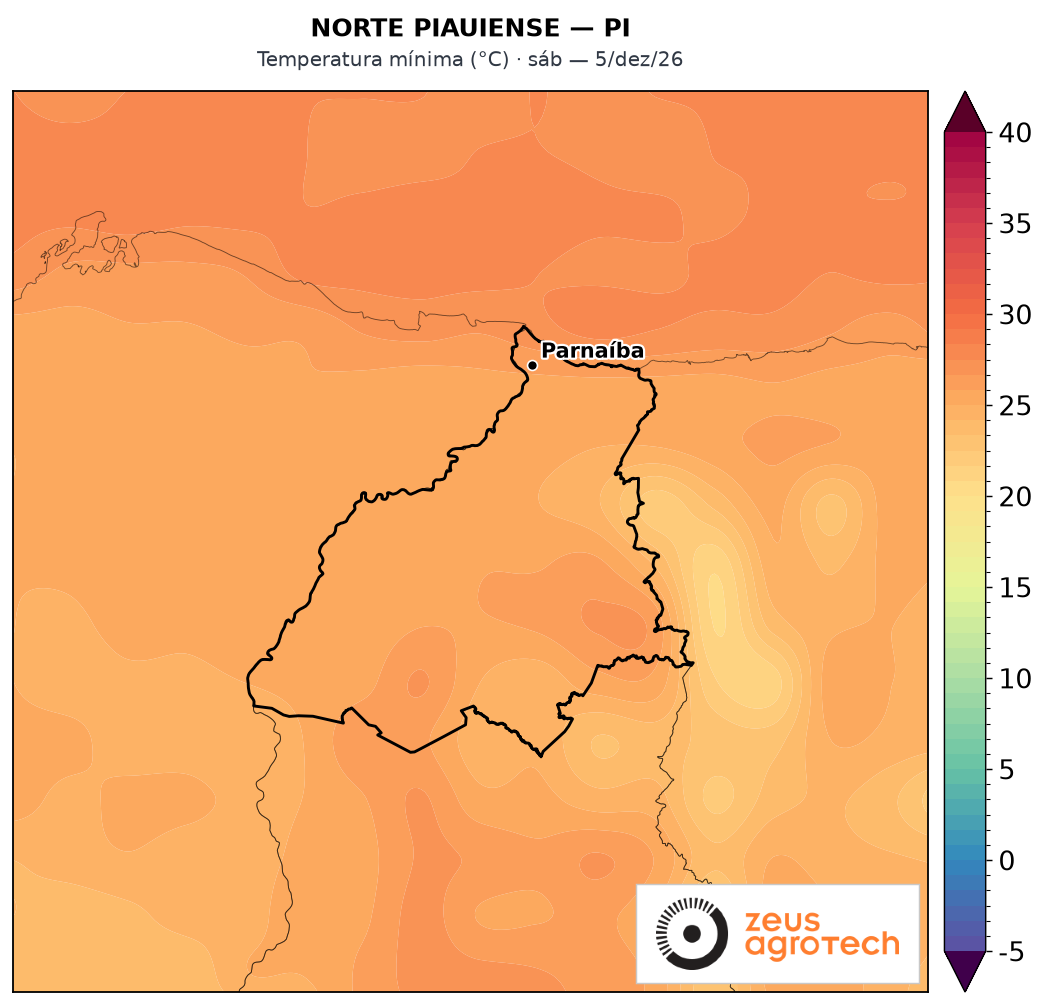 NORTE PIAUIENSE — PI
Temperatura mínima (°C) · sáb — 5/dez/26
Parnaíba
40
35
30
25
20
15
10
5
0
-5
zeus
agrotech